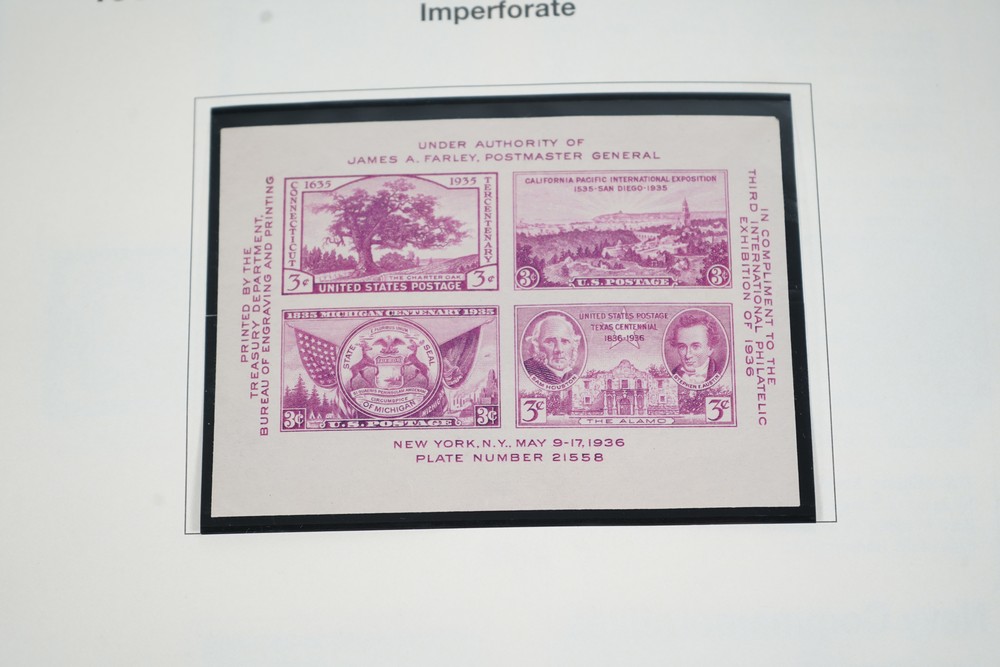 Imperforate
UNDER AUTHORITY OF
JAMES A. FARLEY, POSTMASTER GENERAL
PRINTED BY THE
TREASURY DEPARTMENT,
BUREAU OF ENGRAVING AND PRINTING
1635 1935
CONNECTICUT
TERCENTENARY
THE CHARTER OAK
3¢ 3¢
UNITED STATES POSTAGE
CALIFORNIA PACIFIC INTERNATIONAL EXPOSITION
1535-SAN DIEGO-1935
3¢ 3¢
U.S. POSTAGE
IN COMPLIMENT TO THE
THIRD INTERNATIONAL PHILATELIC
EXHIBITION OF 1936
1835 MICHIGAN CENTENARY 1935
STATE SEAL
CIRCUMSPICE
OF MICHIGAN
MICHIGAN
3¢ 3¢
U.S. POSTAGE
UNITED STATES POSTAGE
TEXAS CENTENNIAL
1836-1936
SAM HOUSTON
STEPHEN F. AUSTIN
3¢ 3¢
THE ALAMO
NEW YORK, N.Y., MAY 9-17, 1936
PLATE NUMBER 21558